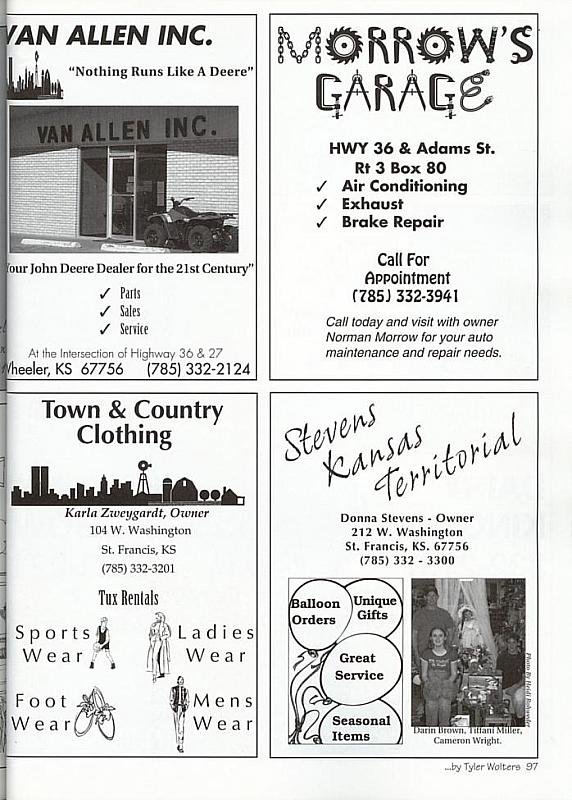 VAN ALLEN INC.
“Nothing Runs Like A Deere”
VAN ALLEN INC.
John Deere Dealer for the 21st Century”
✓ Parts
✓ Sales
✓ Service
At the Intersection of Highway 36 & 27
Wheeler, KS 67756 (785) 332-2124
MORROW'S
GARAGE
HWY 36 & Adams St.
Rt 3 Box 80
✓ Air Conditioning
✓ Exhaust
✓ Brake Repair
Call For
Appointment
(785) 332-3941
Call today and visit with owner
Norman Morrow for your auto
maintenance and repair needs.
Town & Country
Clothing
Karla Zweygardt, Owner
104 W. Washington
St. Francis, KS
(785) 332-3201
Tux Rentals
Sports
Wear
Ladies
Wear
Foot
Wear
Mens
Wear
Stevens
Kansas
Territorial
Donna Stevens - Owner
212 W. Washington
St. Francis, KS. 67756
(785) 332 - 3300
Balloon
Orders
Unique
Gifts
Great
Service
Seasonal
Items
Photo By Heidi
Darin Brown, Tiffani Miller,
Cameron Wright.
...by Tyler Wolters 97